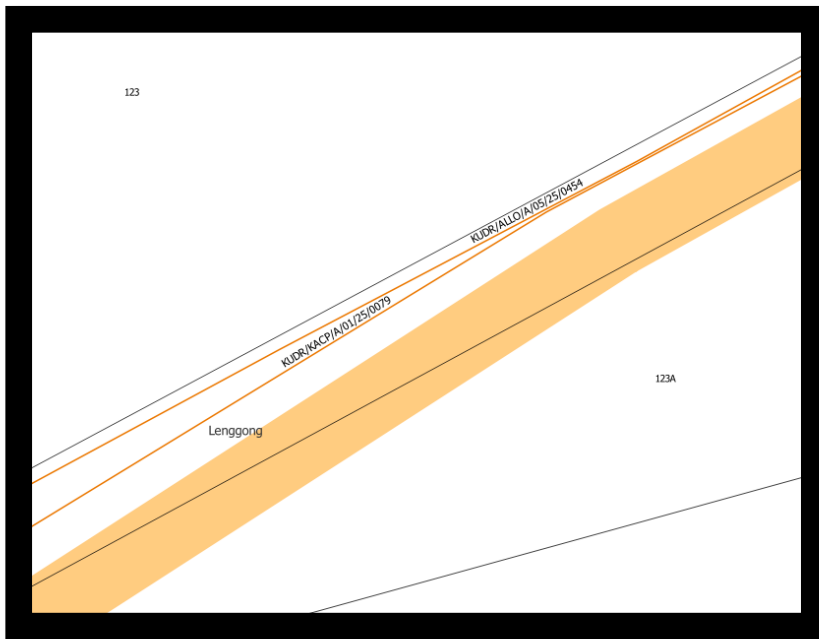 123
KUDR/ALLO/A/05/25/0454
KUDR/KACP/A/01/25/0079
123A
Lenggong